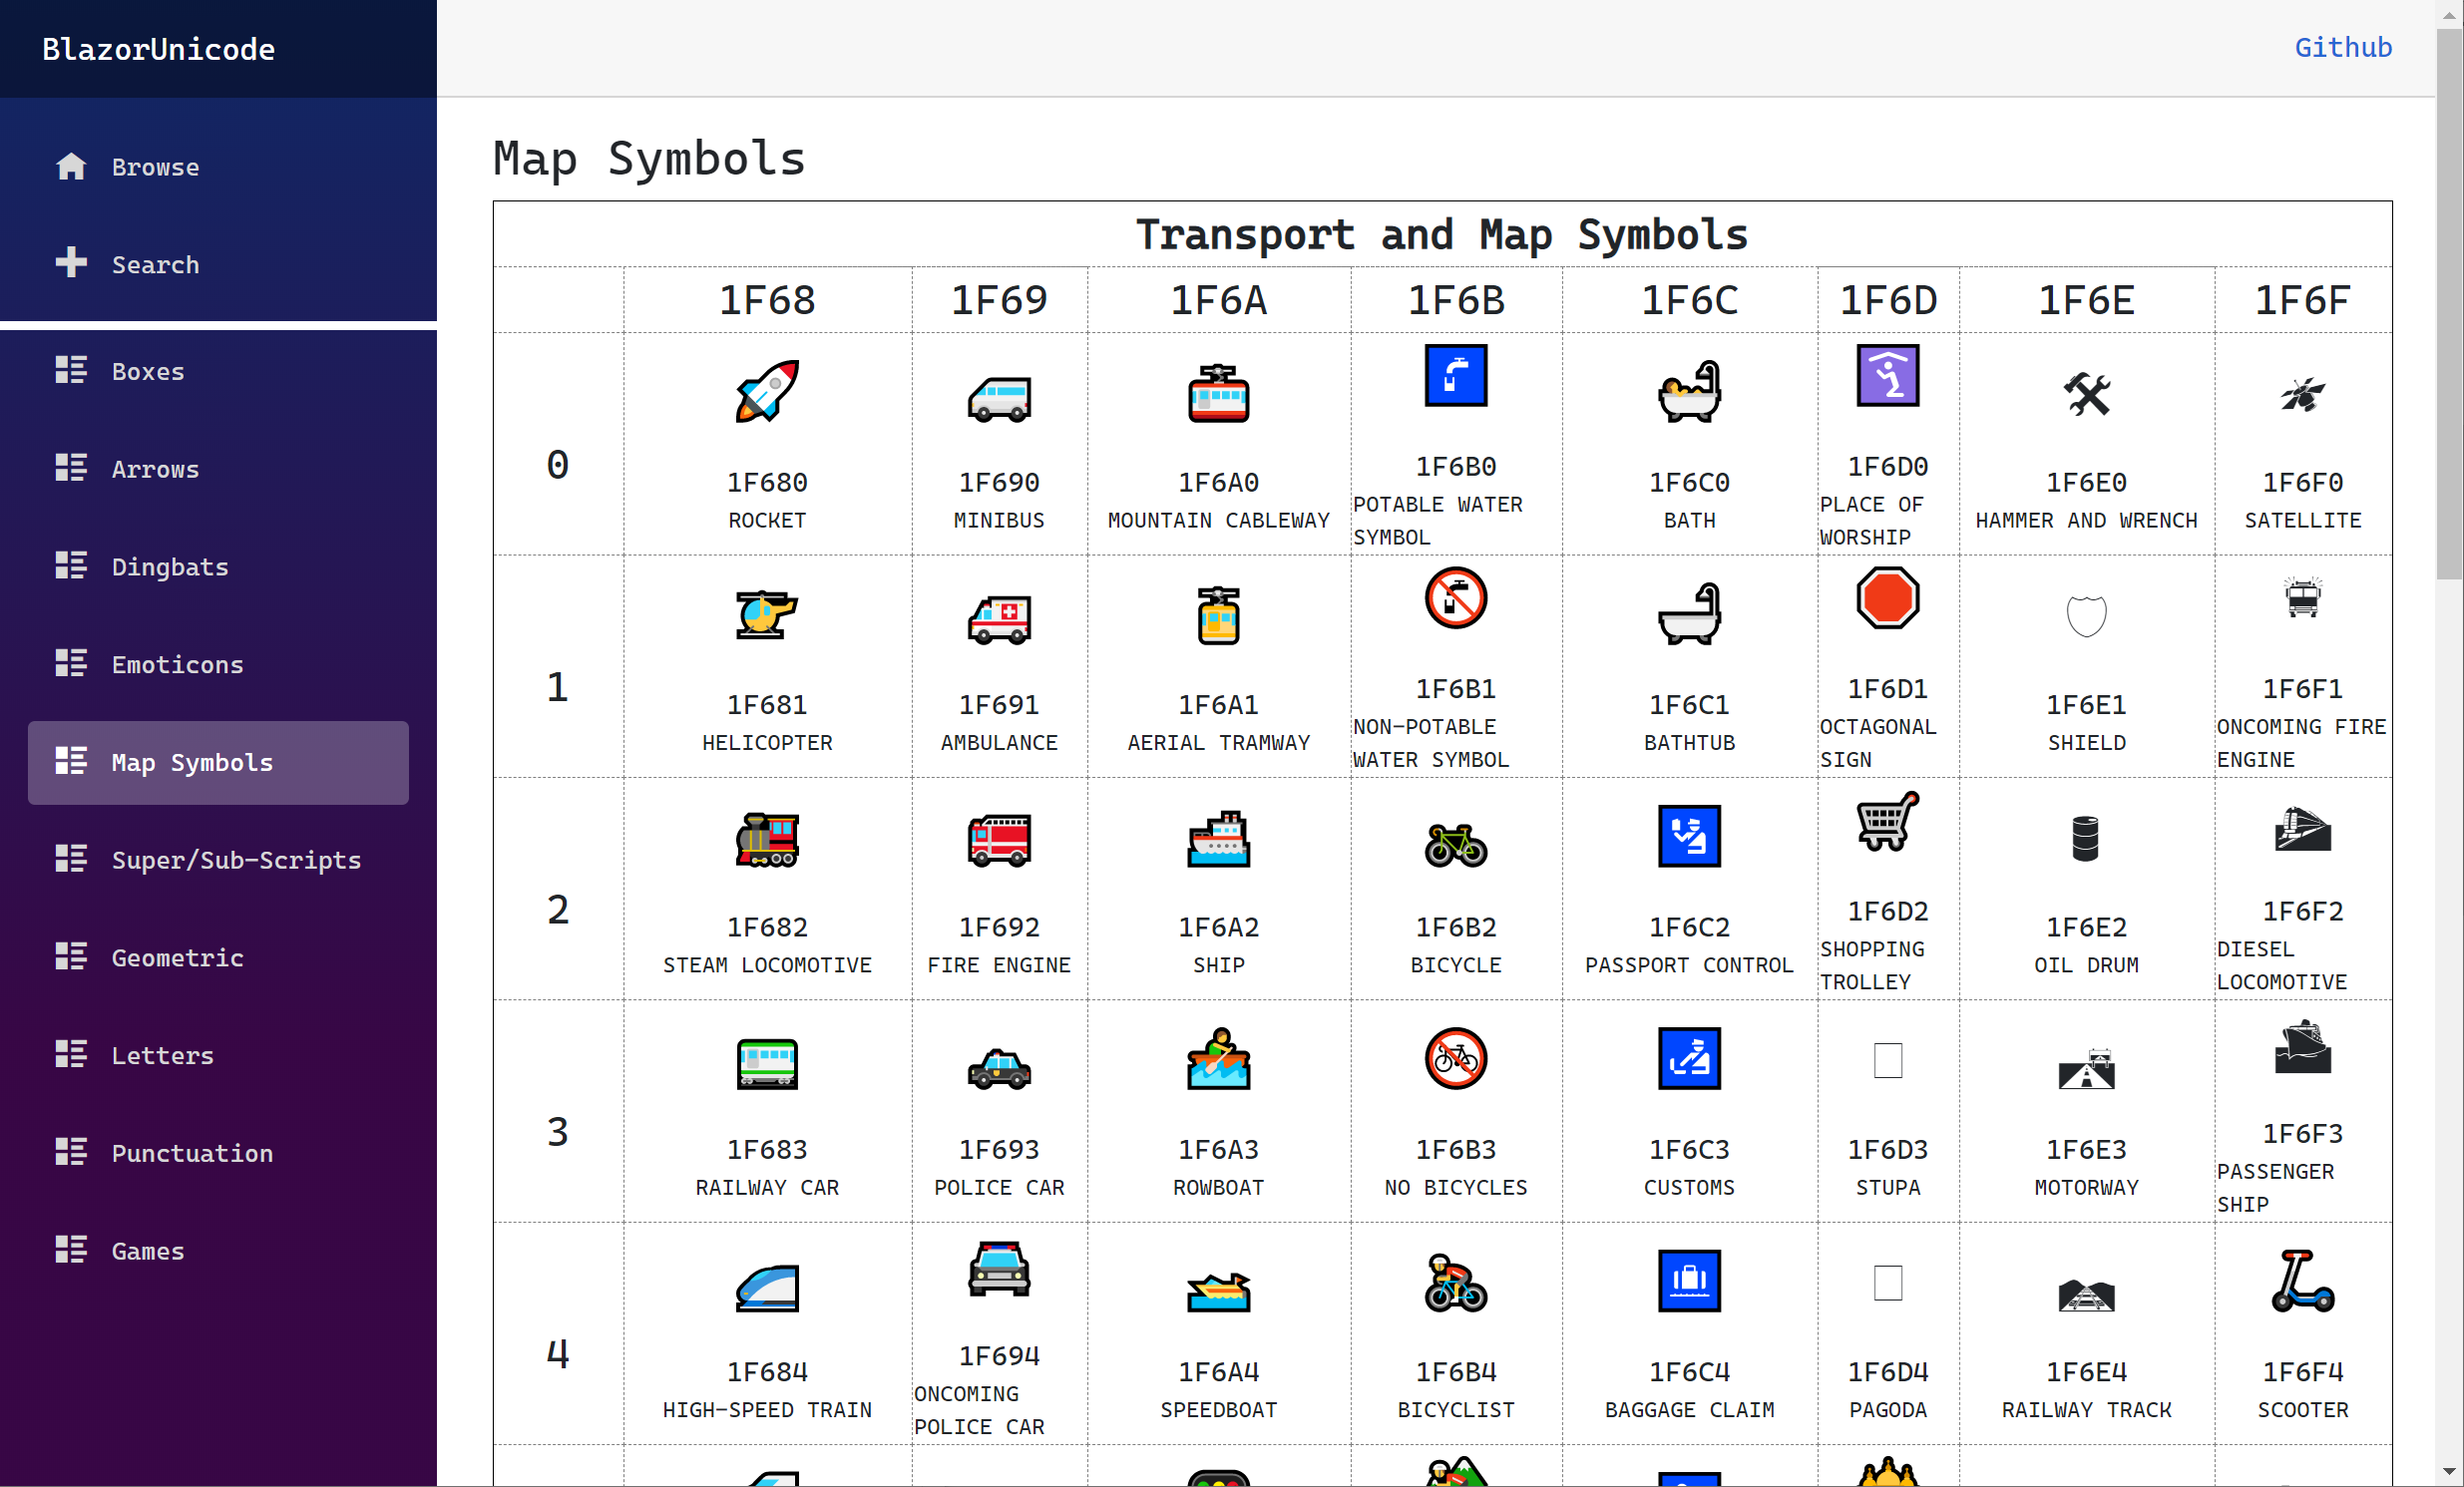 BlazorUnicode
Github
Browse
Search
Boxes
Arrows
Dingbats
Emoticons
Map Symbols
Super/Sub-Scripts
Geometric
Letters
Punctuation
Games
Map Symbols
Transport and Map Symbols
1F68 1F69 1F6A 1F6B 1F6C 1F6D 1F6E 1F6F
0
1F680
ROCKET
1F690
MINIBUS
1F6A0
MOUNTAIN CABLEWAY
1F6B0
POTABLE WATER
SYMBOL
1F6C0
BATH
1F6D0
PLACE OF
WORSHIP
1F6E0
HAMMER AND WRENCH
1F6F0
SATELLITE
1
1F681
HELICOPTER
1F691
AMBULANCE
1F6A1
AERIAL TRAMWAY
1F6B1
NON-POTABLE
WATER SYMBOL
1F6C1
BATHTUB
1F6D1
OCTAGONAL
SIGN
1F6E1
SHIELD
1F6F1
ONCOMING FIRE
ENGINE
2
1F682
STEAM LOCOMOTIVE
1F692
FIRE ENGINE
1F6A2
SHIP
1F6B2
BICYCLE
1F6C2
PASSPORT CONTROL
1F6D2
SHOPPING
TROLLEY
1F6E2
OIL DRUM
1F6F2
DIESEL
LOCOMOTIVE
3
1F683
RAILWAY CAR
1F693
POLICE CAR
1F6A3
ROWBOAT
1F6B3
NO BICYCLES
1F6C3
CUSTOMS
1F6D3
STUPA
1F6E3
MOTORWAY
1F6F3
PASSENGER
SHIP
4
1F684
HIGH-SPEED TRAIN
1F694
ONCOMING
POLICE CAR
1F6A4
SPEEDBOAT
1F6B4
BICYCLIST
1F6C4
BAGGAGE CLAIM
1F6D4
PAGODA
1F6E4
RAILWAY TRACK
1F6F4
SCOOTER